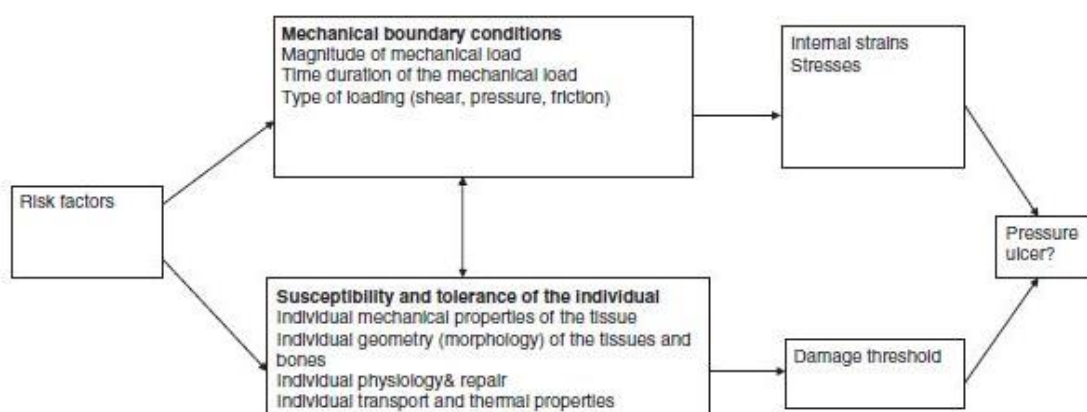 Mechanical boundary conditions
Magnitude of mechanical load
Time duration of the mechanical load
Type of loading (shear, pressure, friction)
Internal strains
Stresses
Risk factors
Pressure
ulcer?
Susceptibility and tolerance of the individual
Individual mechanical properties of the tissue
Individual geometry (morphology) of the tissues and
bones
Individual physiology& repair
Individual transport and thermal properties
Damage threshold